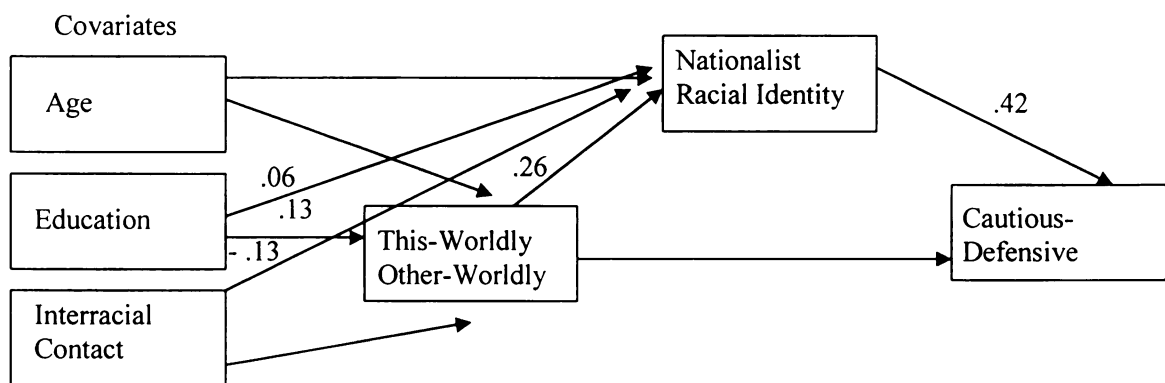 Covariates
Age
Education
Interracial
Contact
.06
.13
- .13
This-Worldly
Other-Worldly
.26
Nationalist
Racial Identity
.42
Cautious-
Defensive